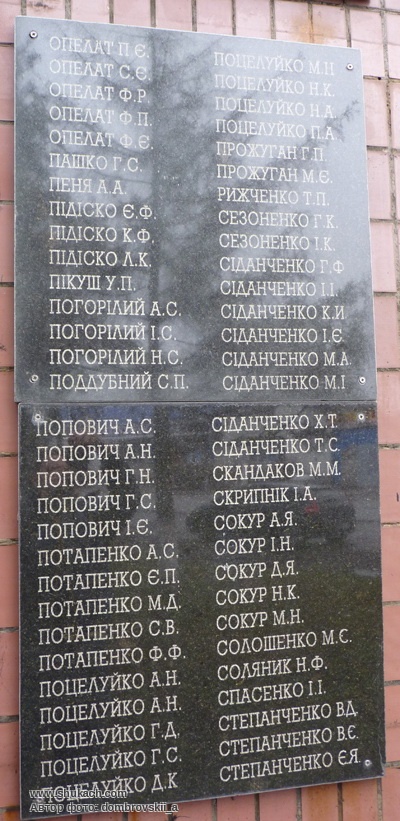 ОПЕЛАТ П.Є.
ОПЕЛАТ С.Є.
ОПЕЛАТ Ф.Р.
ОПЕЛАТ Ф.П.
ОПЕЛАТ Ф.Є.
ПАШКО Г.С.
ПЕНЯ А.А.
ПІДІСКО Є.Ф.
ПІДІСКО К.Ф.
ПІДІСКО Л.К.
ПІКУШ У.П.
ПОГОРІЛИЙ А.С.
ПОГОРІЛИЙ І.С.
ПОГОРІЛИЙ Н.С.
ПОДДУБНИЙ С.П.
ПОЦЕЛУЙКО М.Н.
ПОЦЕЛУЙКО Н.К.
ПОЦЕЛУЙКО Н.А.
ПОЦЕЛУЙКО П.А.
ПРОЖУГАН Г.П.
ПРОЖУГАН М.Є.
РИЖЧЕНКО Т.П.
СЕЗОНЕНКО Г.К.
СЕЗОНЕНКО І.К.
СІДАНЧЕНКО Г.Ф
СІДАНЧЕНКО І.І.
СІДАНЧЕНКО К.И
СІДАНЧЕНКО І.Є.
СІДАНЧЕНКО М.А.
СІДАНЧЕНКО М.І
ПОПОВИЧ А.С.
ПОПОВИЧ А.Н.
ПОПОВИЧ Г.Н.
ПОПОВИЧ Г.С.
ПОПОВИЧ І.Є.
ПОТАПЕНКО А.С.
ПОТАПЕНКО Є.П.
ПОТАПЕНКО М.Д.
ПОТАПЕНКО С.В.
ПОТАПЕНКО Ф.Ф.
ПОЦЕЛУЙКО А.Н.
ПОЦЕЛУЙКО А.Н.
ПОЦЕЛУЙКО Г.Д.
ПОЦЕЛУЙКО Г.С.
ПОЦЕЛУЙКО Д.К
СІДАНЧЕНКО Х.Т.
СІДАНЧЕНКО Т.С.
СКАНДАКОВ М.М.
СКРИПНІК І.А.
СОКУР А.Я.
СОКУР І.Н.
СОКУР Д.Я.
СОКУР Н.К.
СОКУР М.Н.
СОЛОШЕНКО М.Є.
СОЛЯНИК Н.Ф.
СПАСЕНКО І.І.
СТЕПАНЧЕНКО В.Д.
СТЕПАНЧЕНКО В.Є.
СТЕПАНЧЕНКО Є.Я.
www.shukach.com
Автор фото: dombrovskii_a